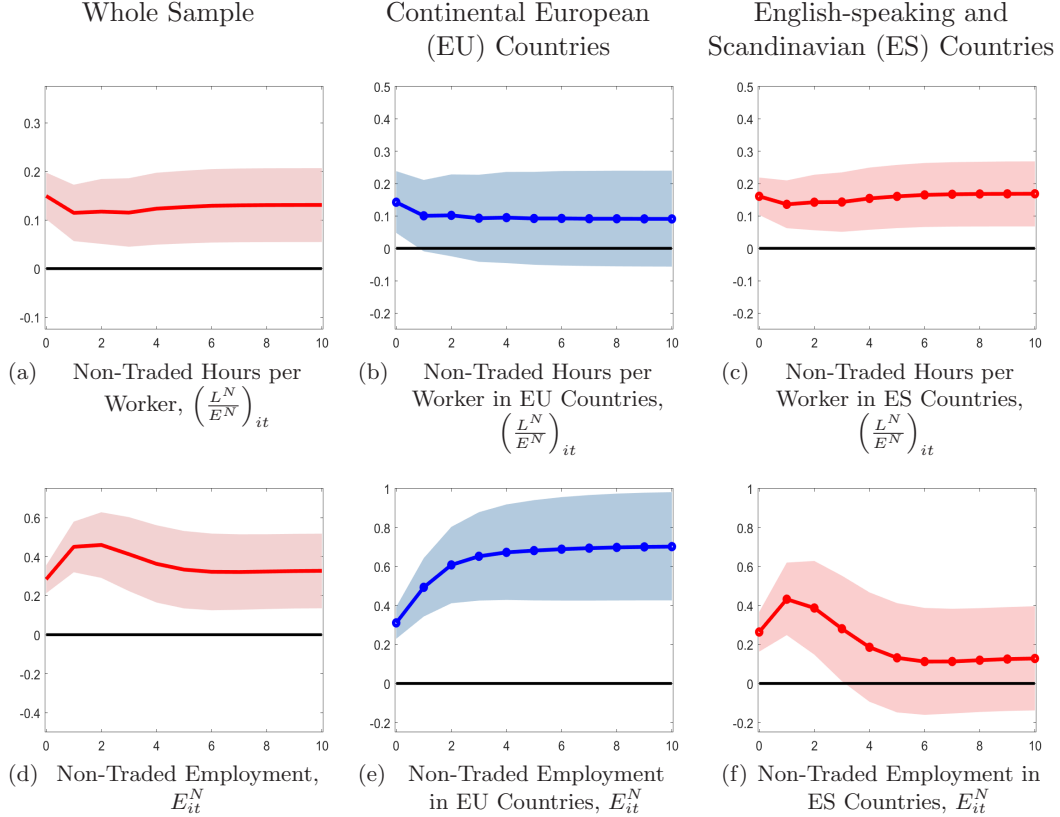 Whole Sample
Continental European
(EU) Countries
English-speaking and
Scandinavian (ES) Countries
0.3
0.2
0.1
0
-0.1
0 2 4 6 8 10
0.5
0.4
0.3
0.2
0.1
0
-0.1
-0.2
0 2 4 6 8 10
0.5
0.4
0.3
0.2
0.1
0
-0.1
-0.2
0 2 4 6 8 10
(a) Non-Traded Hours per
Worker, (L^N/E^N)_it
(b) Non-Traded Hours per
Worker in EU Countries,
(L^N/E^N)_it
(c) Non-Traded Hours per
Worker in ES Countries,
(L^N/E^N)_it
0.6
0.4
0.2
0
-0.2
-0.4
0 2 4 6 8 10
1
0.8
0.6
0.4
0.2
0
-0.2
0 2 4 6 8 10
1
0.8
0.6
0.4
0.2
0
-0.2
0 2 4 6 8 10
(d) Non-Traded Employment,
E^N_it
(e) Non-Traded Employment
in EU Countries, E^N_it
(f) Non-Traded Employment in
ES Countries, E^N_it